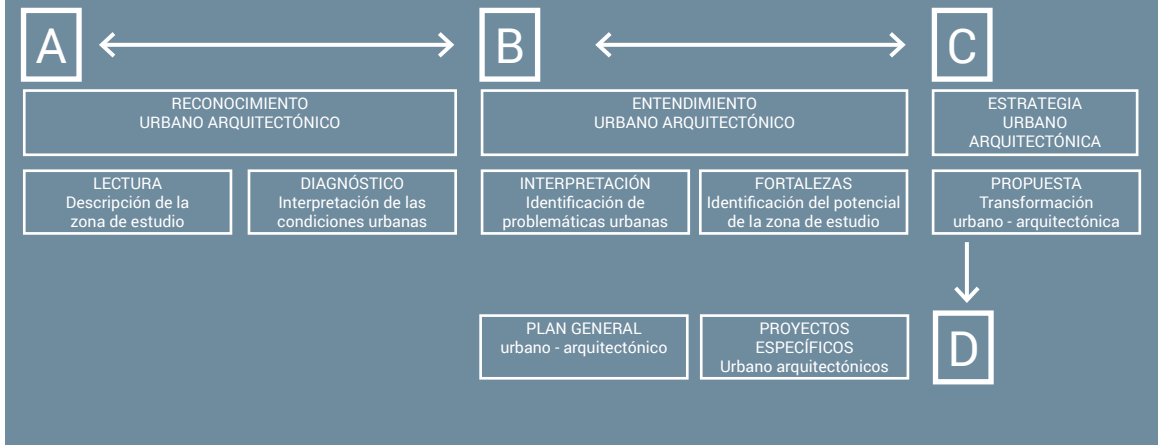 A
B
C
RECONOCIMIENTO
URBANO ARQUITECTÓNICO
ENTENDIMIENTO
URBANO ARQUITECTÓNICO
ESTRATEGIA
URBANO
ARQUITECTÓNICA
LECTURA
Descripción de la
zona de estudio
DIAGNÓSTICO
Interpretación de las
condiciones urbanas
INTERPRETACIÓN
Identificación de
problemáticas urbanas
FORTALEZAS
Identificación del potencial
de la zona de estudio
PROPUESTA
Transformación
urbano - arquitectónica
PLAN GENERAL
urbano - arquitectónico
PROYECTOS
ESPECÍFICOS
Urbano arquitectónicos
D